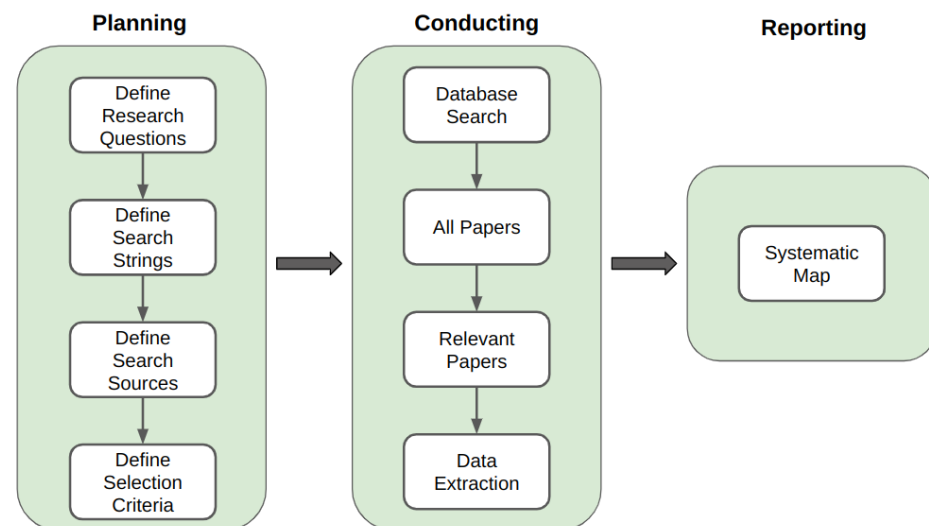 Planning
Define
Research
Questions
Define
Search
Strings
Define
Search
Sources
Define
Selection
Criteria
Conducting
Database
Search
All Papers
Relevant
Papers
Data
Extraction
Reporting
Systematic
Map